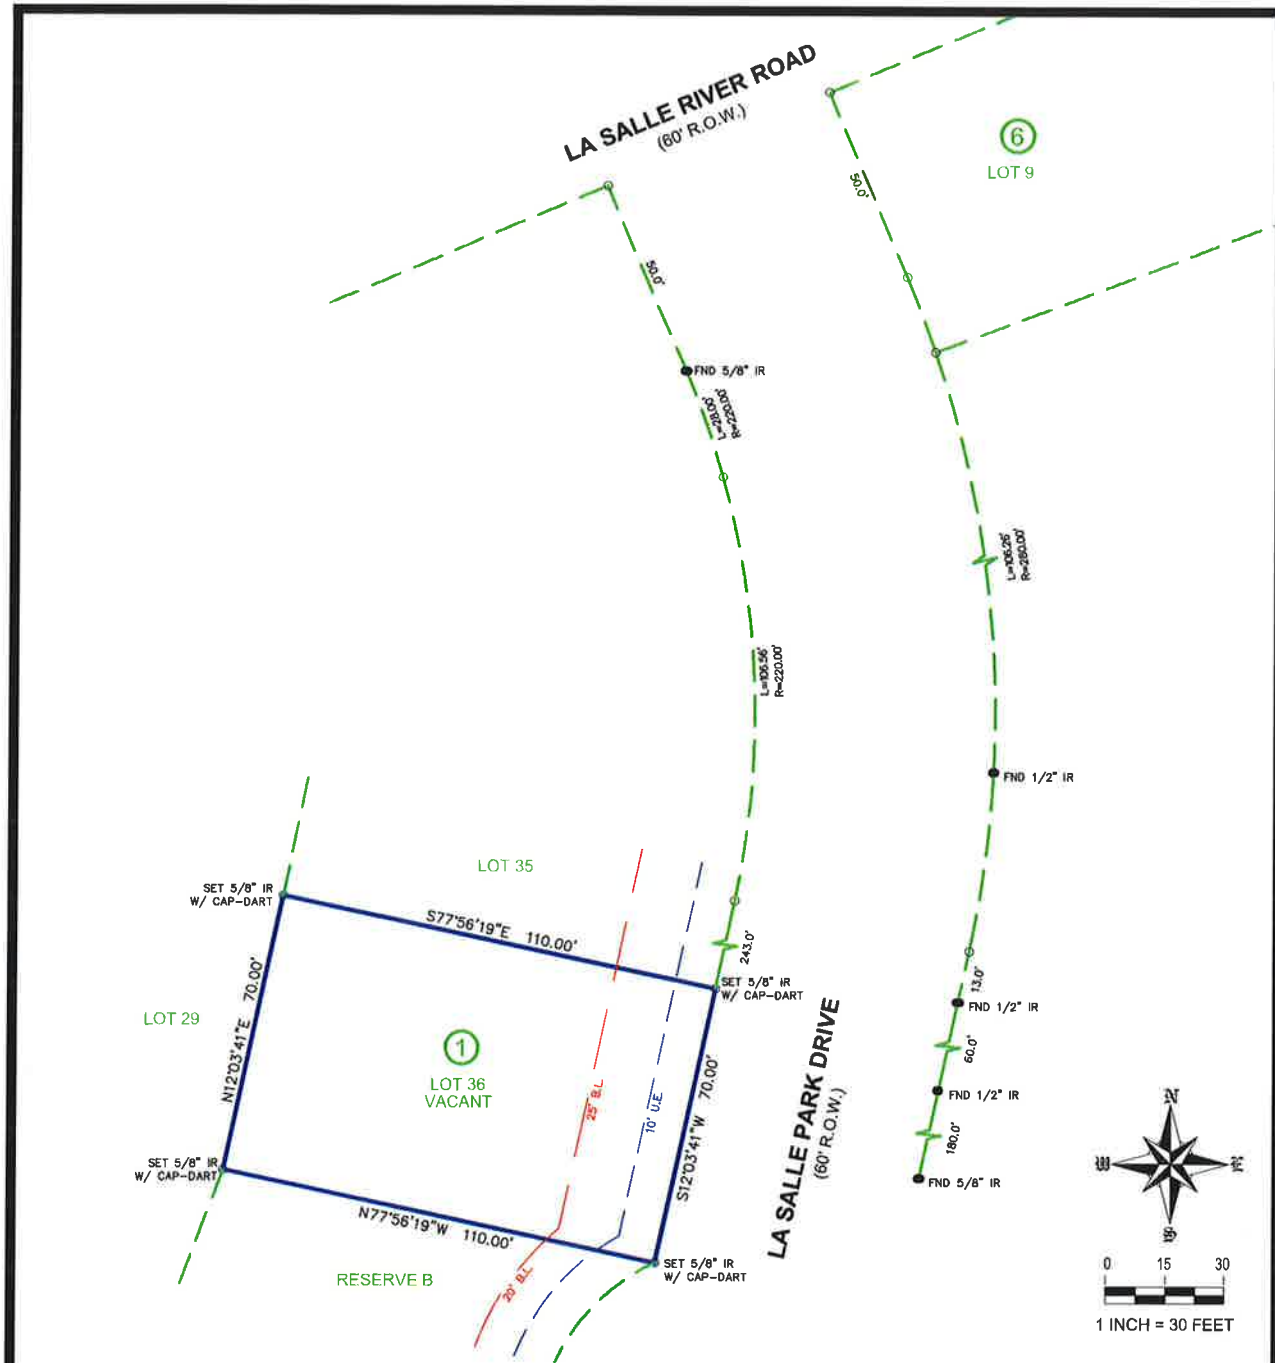 LA SALLE RIVER ROAD
(60' R.O.W.)
6
LOT 9
50.0'
50.0'
FND 5/8" IR
L=28.00'
R=220.00'
L=106.26'
R=280.00'
L=106.56'
R=220.00'
FND 1/2" IR
LOT 35
SET 5/8" IR
W/ CAP-DART
S77°56'19"E 110.00'
243.0'
SET 5/8" IR
W/ CAP-DART
13.0'
FND 1/2" IR
N12°03'41"E 70.00'
LOT 29
1
LOT 36
VACANT
25' B.L
10' U.E
S12°03'41"W 70.00'
LA SALLE PARK DRIVE
(60' R.O.W.)
60.0'
FND 1/2" IR
180.0'
FND 5/8" IR
SET 5/8" IR
W/ CAP-DART
N77°56'19"W 110.00'
SET 5/8" IR
W/ CAP-DART
RESERVE B
20' B.L
N
W
E
S
0 15 30
1 INCH = 30 FEET